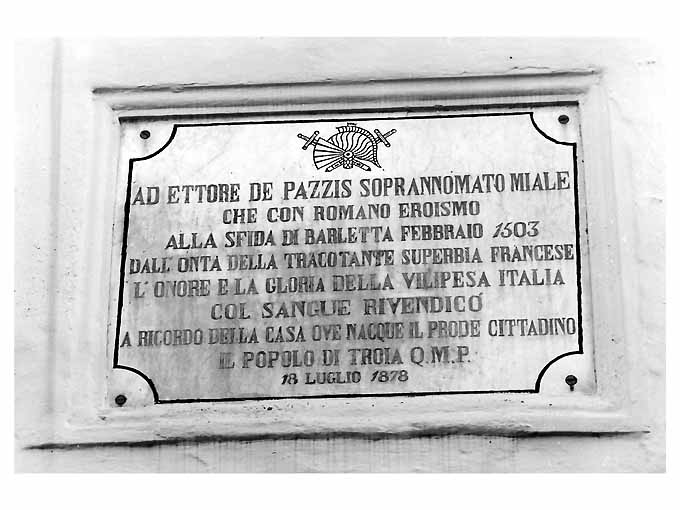 AD ETTORE DE PAZZIS SOPRANNOMATO MIALE
CHE CON ROMANO EROISMO
ALLA SFIDA DI BARLETTA FEBBRAIO 1503
DALL'ONTA DELLA TRACOTANTE SUPERBIA FRANCESE
L'ONORE E LA GLORIA DELLA VILIPESA ITALIA
COL SANGUE RIVENDICÒ
A RICORDO DELLA CASA OVE NACQUE IL PRODE CITTADINO
IL POPOLO DI TROIA Q.M.P.
18 LUGLIO 1878